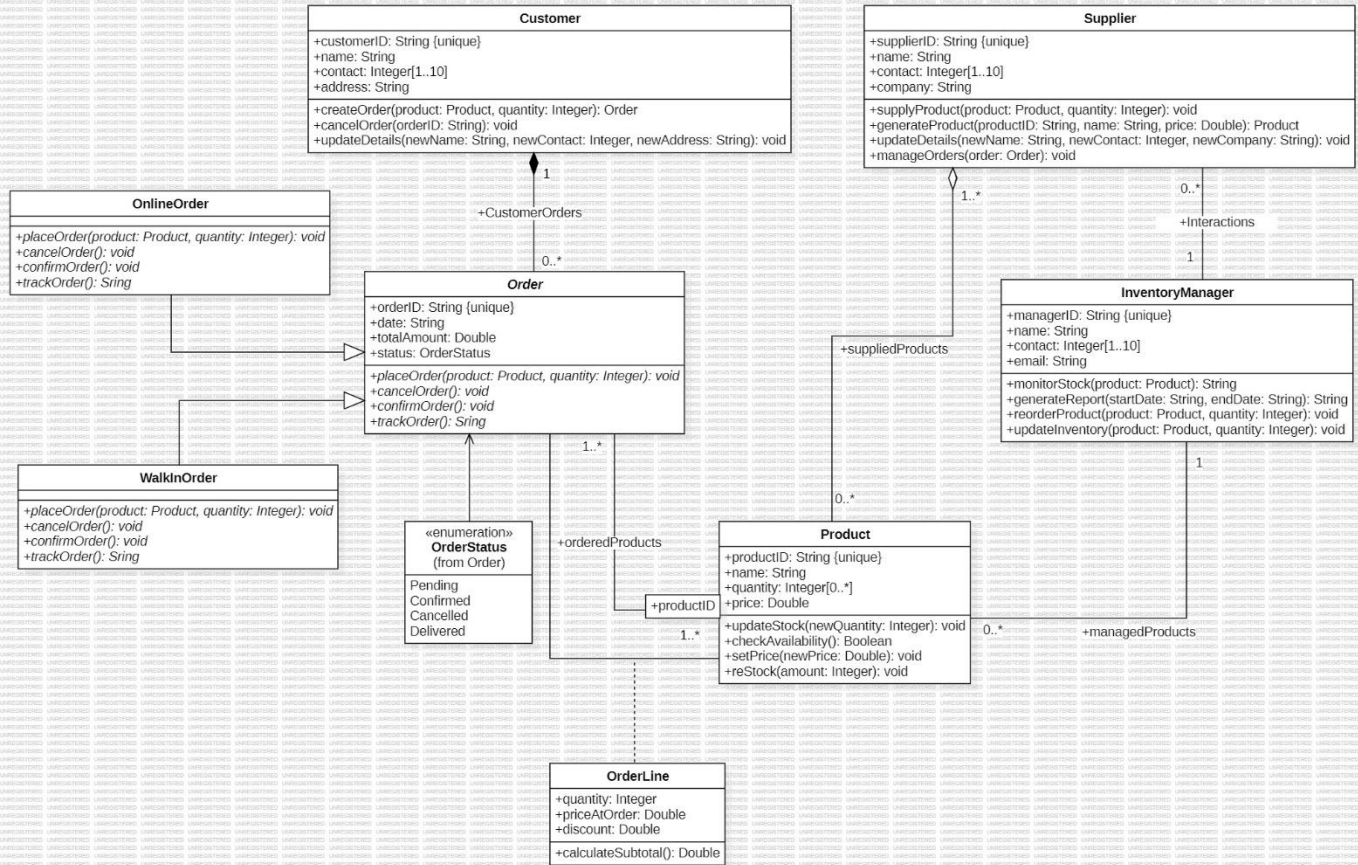 Customer
+customerID: String {unique}
+name: String
+contact: Integer[1..10]
+address: String
+createOrder(product: Product, quantity: Integer): Order
+cancelOrder(orderID: String): void
+updateDetails(newName: String, newContact: Integer, newAddress: String): void
Supplier
+supplierID: String {unique}
+name: String
+contact: Integer[1..10]
+company: String
+supplyProduct(product: Product, quantity: Integer): void
+generateProduct(productID: String, name: String, price: Double): Product
+updateDetails(newName: String, newContact: Integer, newCompany: String): void
+manageOrders(order: Order): void
1
+CustomerOrders
0..*
1..*
0..*
+Interactions
1
OnlineOrder
+placeOrder(product: Product, quantity: Integer): void
+cancelOrder(): void
+confirmOrder(): void
+trackOrder(): Sring
Order
+orderID: String {unique}
+date: String
+totalAmount: Double
+status: OrderStatus
+placeOrder(product: Product, quantity: Integer): void
+cancelOrder(): void
+confirmOrder(): void
+trackOrder(): Sring
InventoryManager
+managerID: String {unique}
+name: String
+contact: Integer[1..10]
+email: String
+monitorStock(product: Product): String
+generateReport(startDate: String, endDate: String): String
+reorderProduct(product: Product, quantity: Integer): void
+updateInventory(product: Product, quantity: Integer): void
+suppliedProducts
1..*
1
0..*
WalkInOrder
+placeOrder(product: Product, quantity: Integer): void
+cancelOrder(): void
+confirmOrder(): void
+trackOrder(): Sring
«enumeration»
OrderStatus
(from Order)
Pending
Confirmed
Cancelled
Delivered
+orderedProducts
+productID
1..*
Product
+productID: String {unique}
+name: String
+quantity: Integer[0..*]
+price: Double
+updateStock(newQuantity: Integer): void
+checkAvailability(): Boolean
+setPrice(newPrice: Double): void
+reStock(amount: Integer): void
0..*
+managedProducts
OrderLine
+quantity: Integer
+priceAtOrder: Double
+discount: Double
+calculateSubtotal(): Double
UNREGISTERED